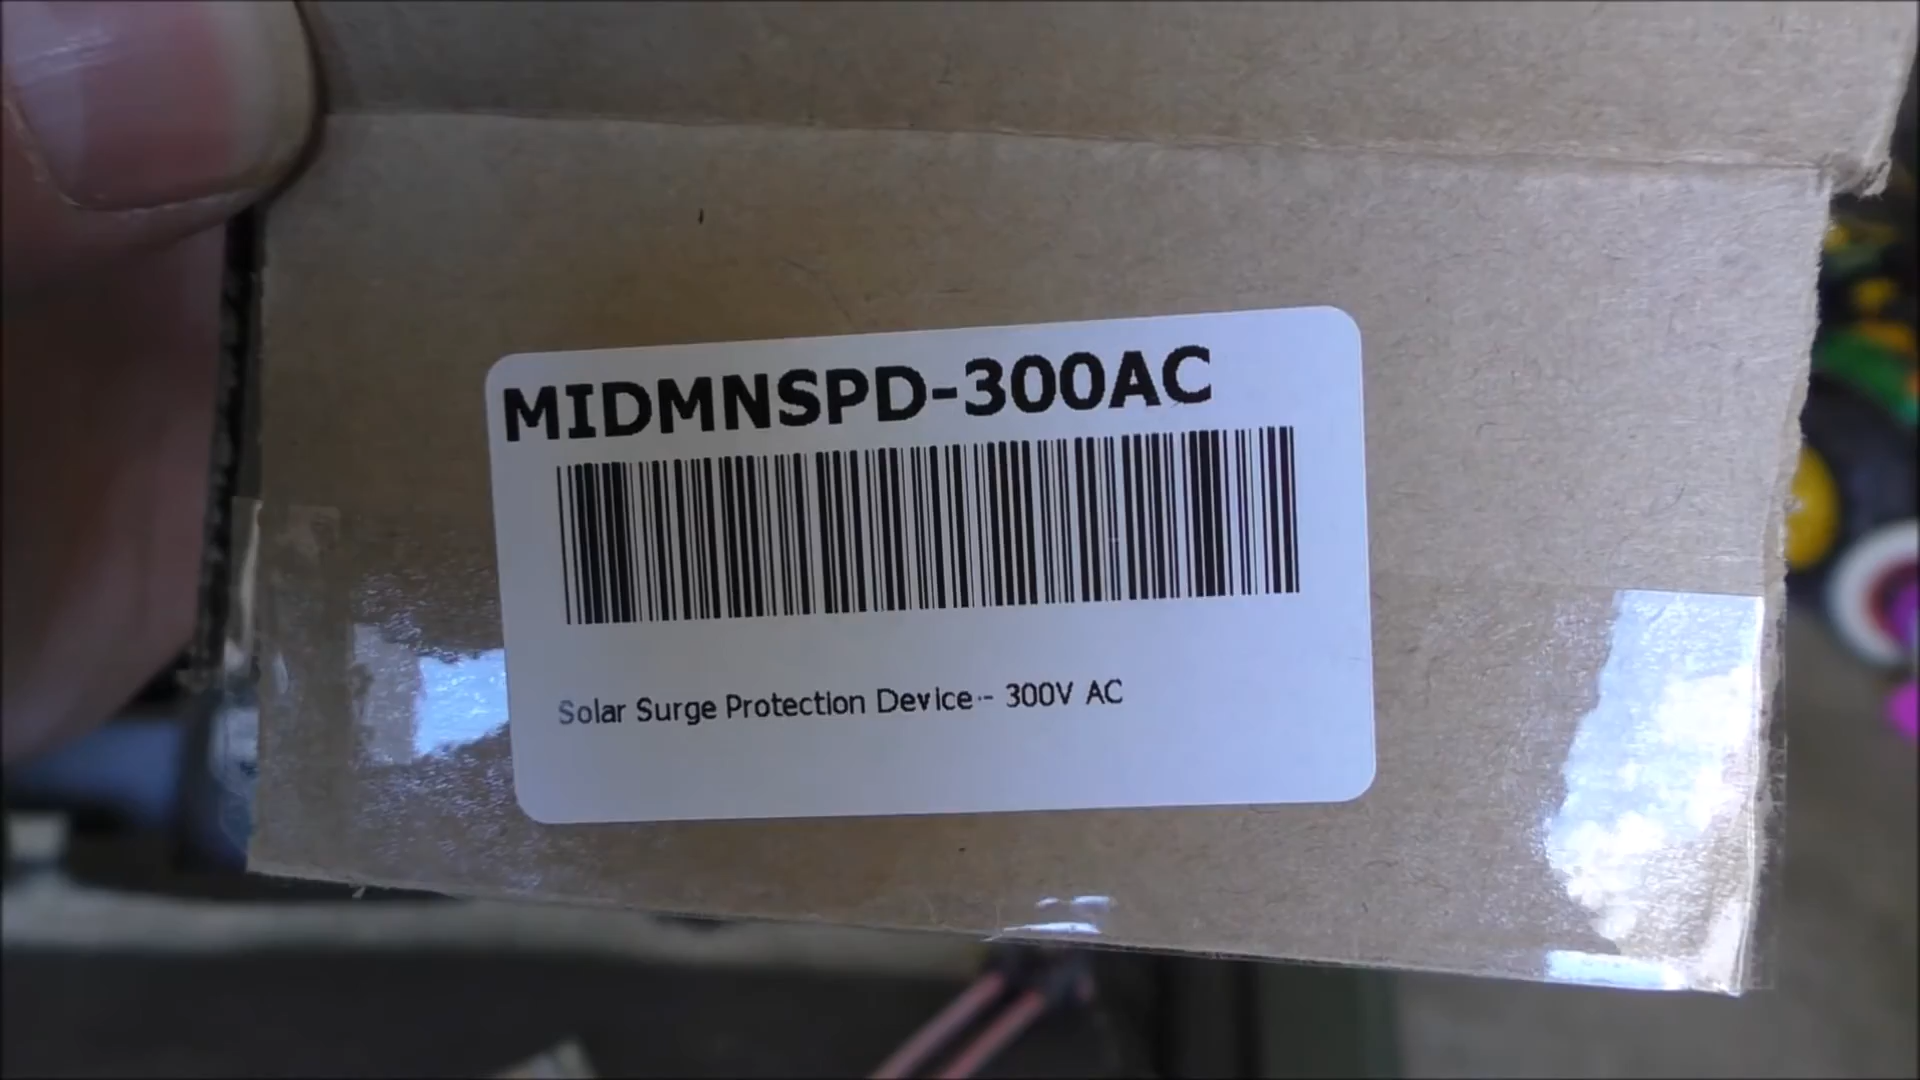 MIDMNSPD-300AC
Solar Surge Protection Device - 300V AC